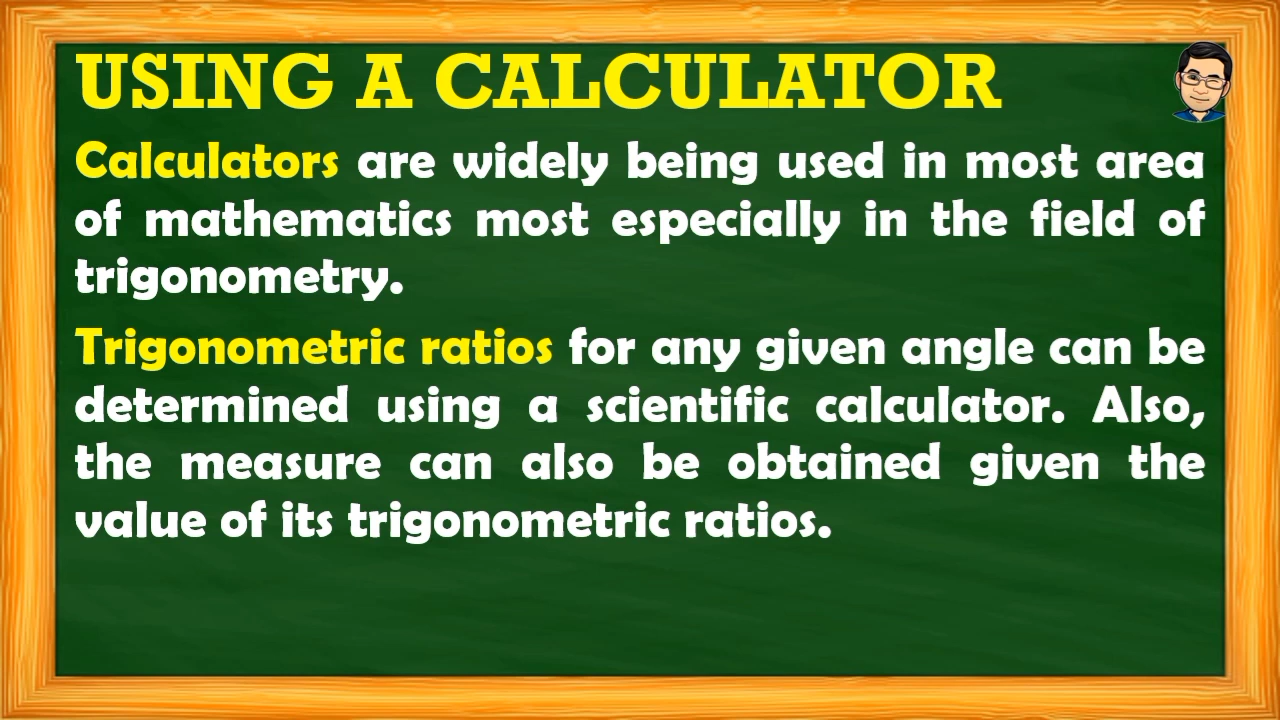 USING A CALCULATOR
Calculators are widely being used in most area
of mathematics most especially in the field of
trigonometry.
Trigonometric ratios for any given angle can be
determined using a scientific calculator. Also,
the measure can also be obtained given the
value of its trigonometric ratios.